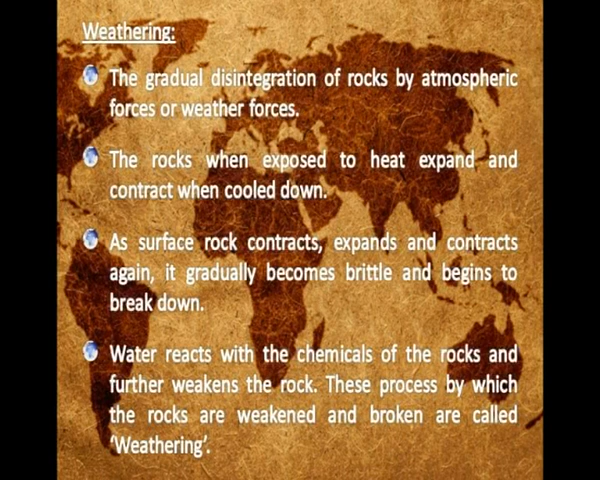 Weathering:
The gradual disintegration of rocks by atmospheric
forces or weather forces.
The rocks when exposed to heat expand and
contract when cooled down.
As surface rock contracts, expands and contracts
again, it gradually becomes brittle and begins to
break down.
Water reacts with the chemicals of the rocks and
further weakens the rock. These process by which
the rocks are weakened and broken are called
‘Weathering’.